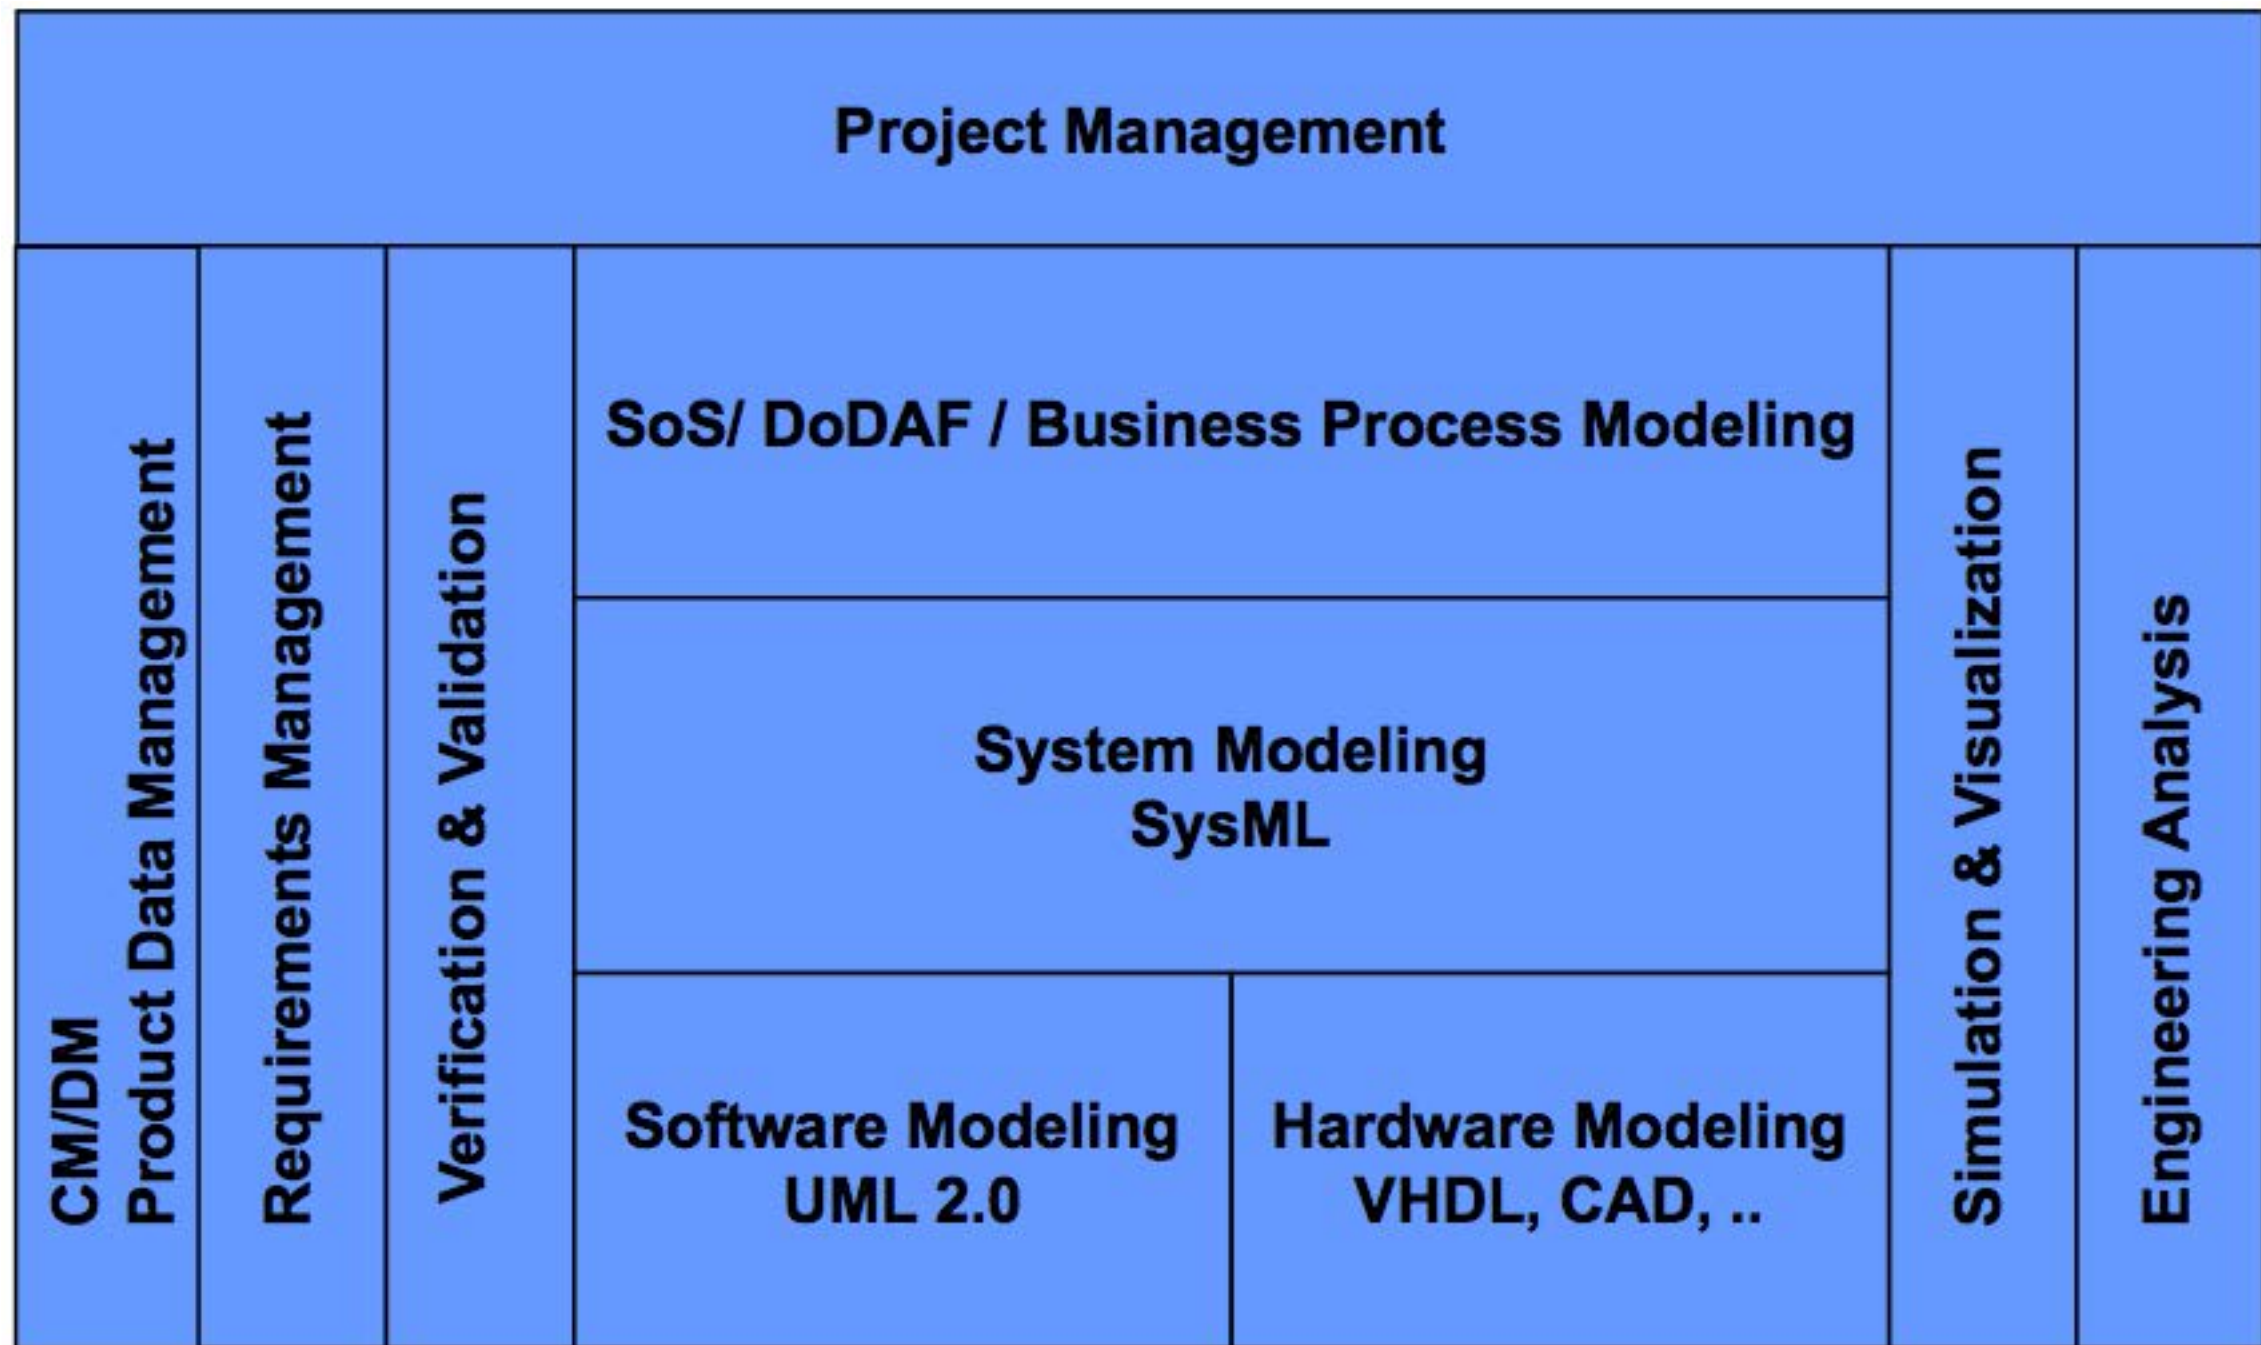 Project Management
CM/DM
Product Data Management
Requirements Management
Verification & Validation
SoS/ DoDAF / Business Process Modeling
System Modeling
SysML
Software Modeling
UML 2.0
Hardware Modeling
VHDL, CAD, ..
Simulation & Visualization
Engineering Analysis